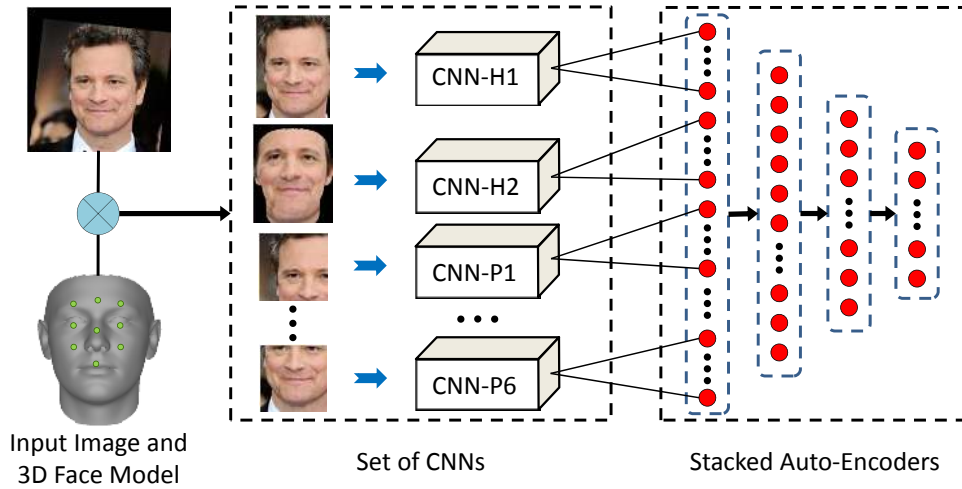 CNN-H1
CNN-H2
CNN-P1
CNN-P6
Input Image and
3D Face Model
Set of CNNs
Stacked Auto-Encoders